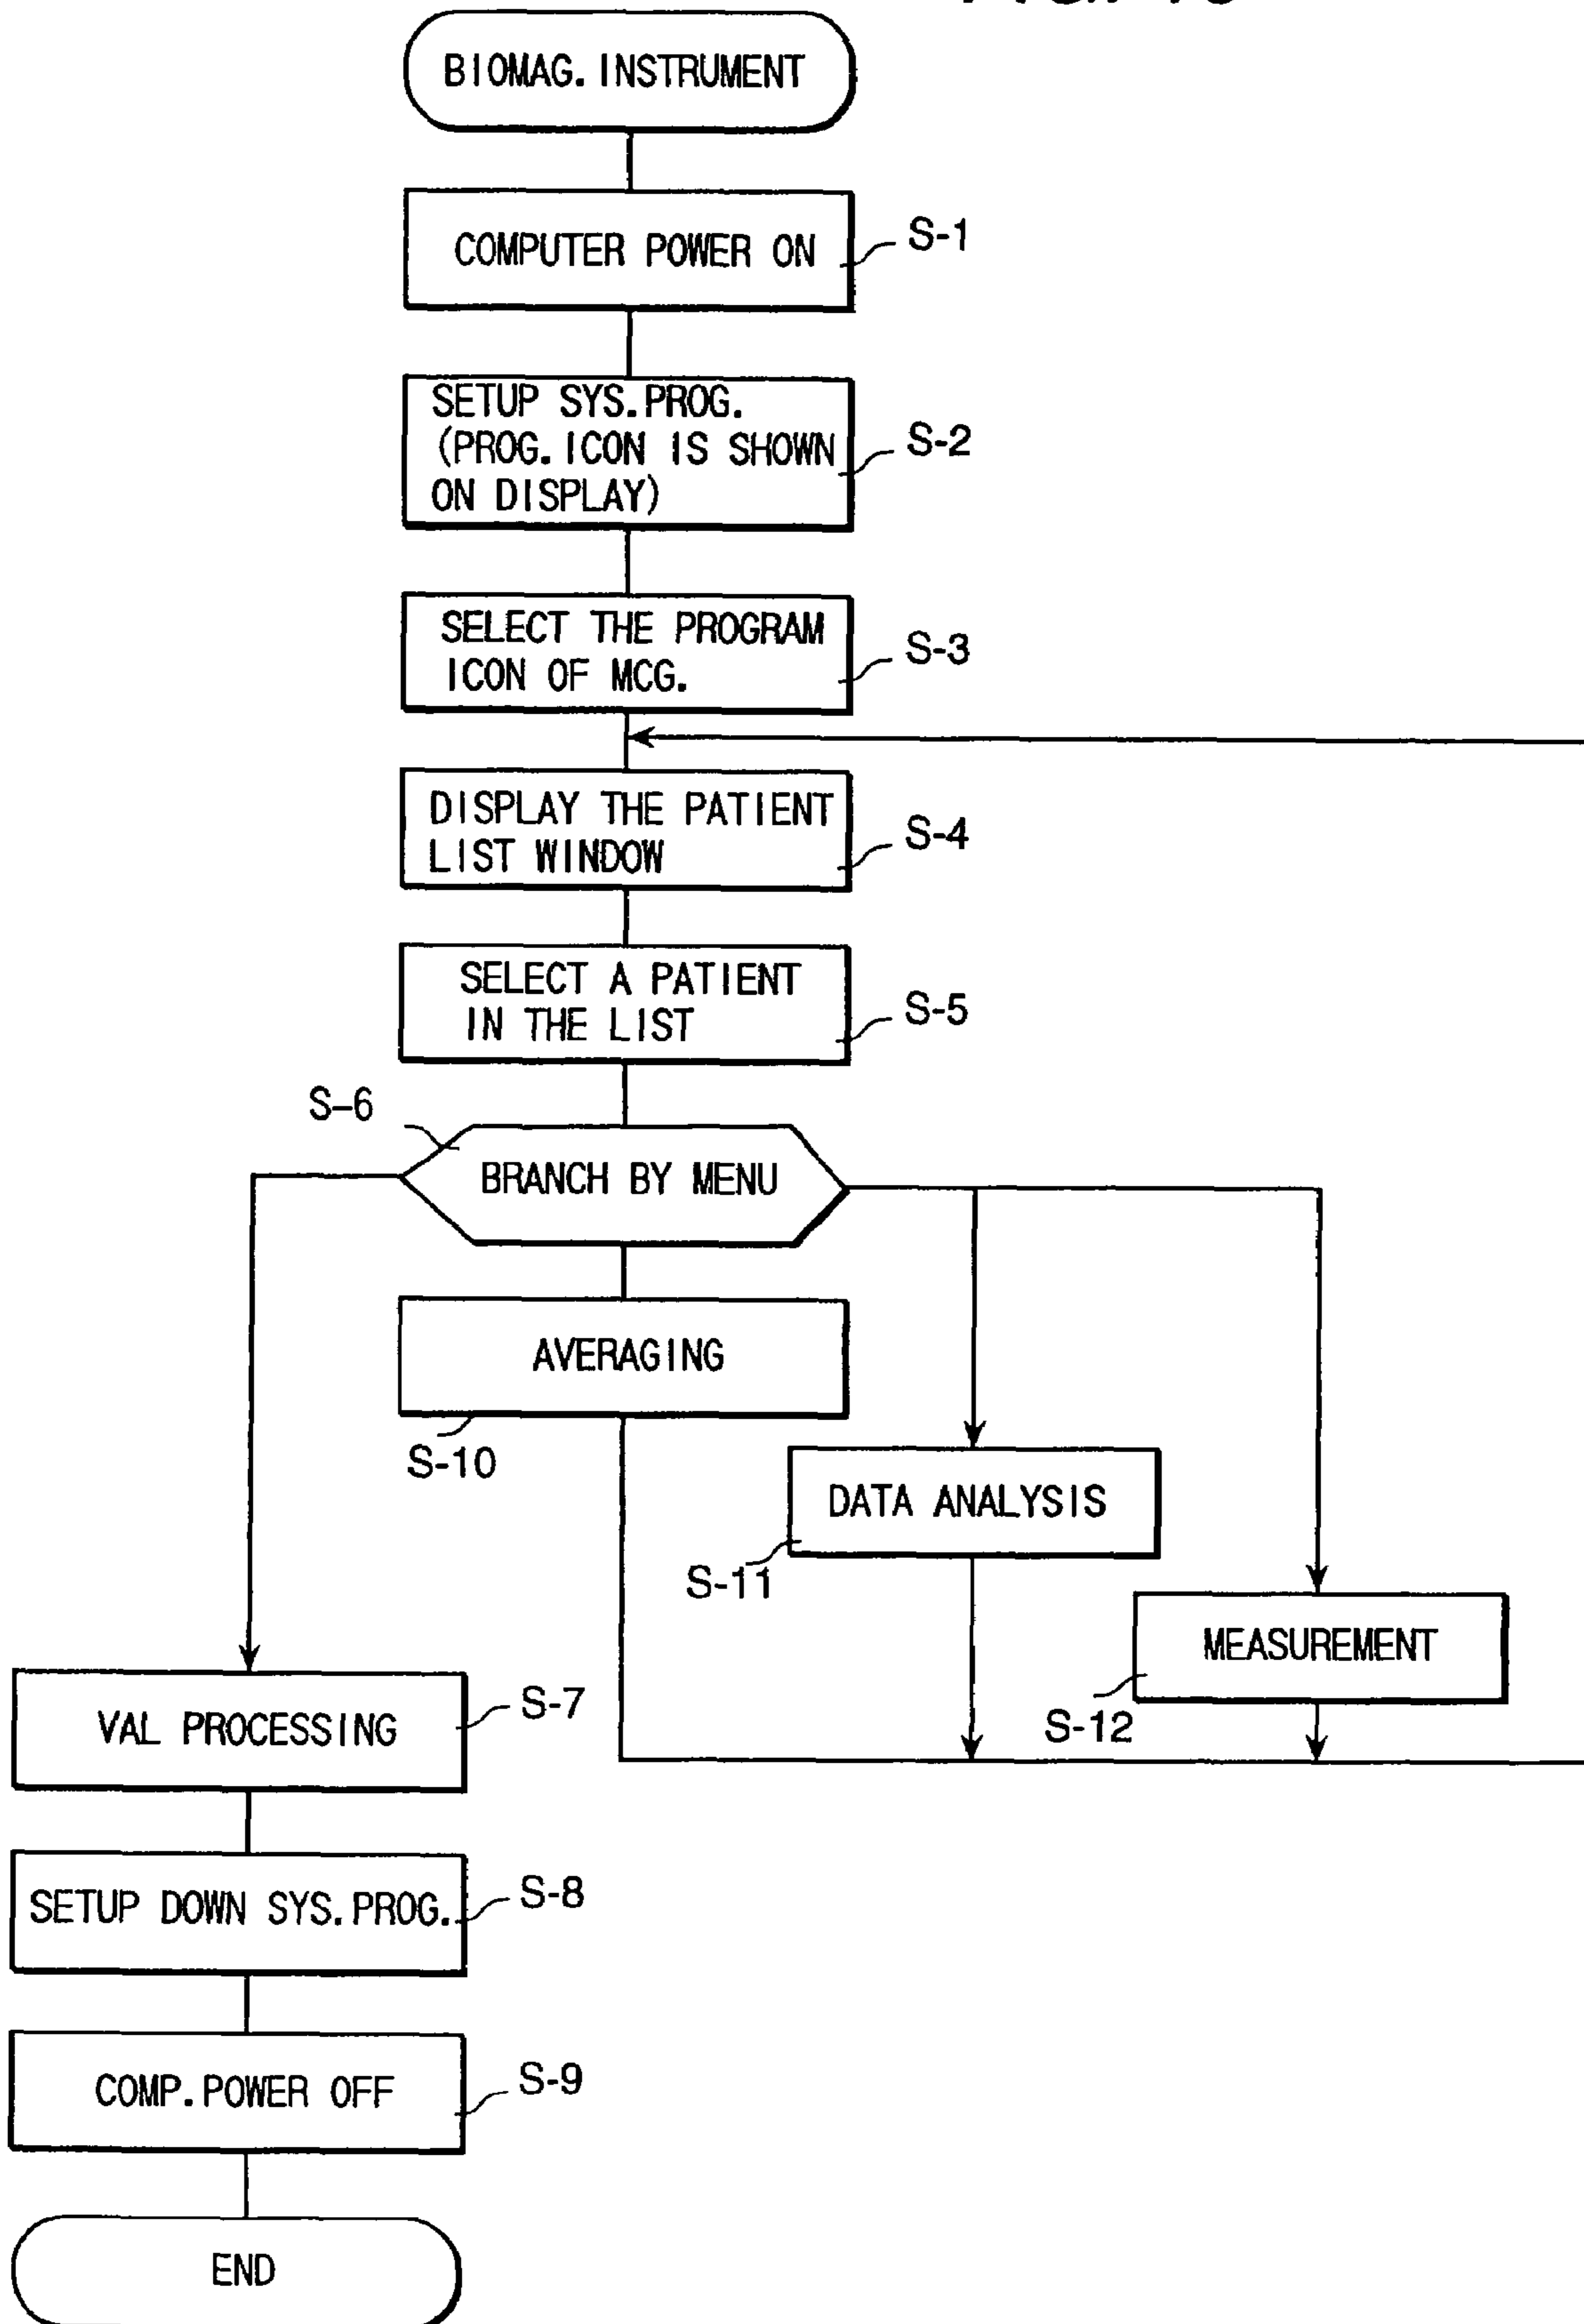 BIOMAG. INSTRUMENT
COMPUTER POWER ON
S-1
SETUP SYS. PROG.
(PROG. ICON IS SHOWN
ON DISPLAY)
S-2
SELECT THE PROGRAM
ICON OF MCG.
S-3
DISPLAY THE PATIENT
LIST WINDOW
S-4
SELECT A PATIENT
IN THE LIST
S-5
S-6
BRANCH BY MENU
AVERAGING
S-10
DATA ANALYSIS
S-11
MEASUREMENT
S-12
VAL PROCESSING
S-7
SETUP DOWN SYS. PROG.
S-8
COMP. POWER OFF
S-9
END